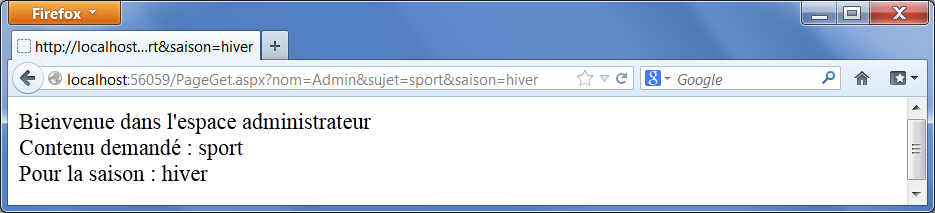 Firefox
http://localhost...rt&saison=hiver
localhost:56059/PageGet.aspx?nom=Admin&sujet=sport&saison=hiver
Google
Bienvenue dans l'espace administrateur
Contenu demandé : sport
Pour la saison : hiver